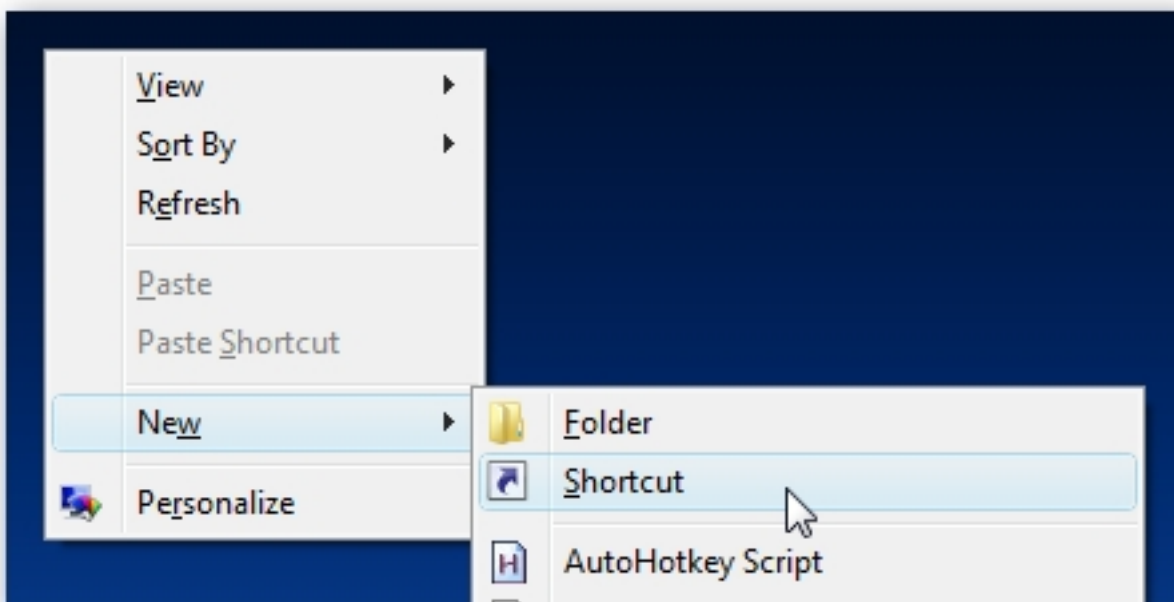 View
Sort By
Refresh
Paste
Paste Shortcut
New
Personalize
Folder
Shortcut
AutoHotkey Script